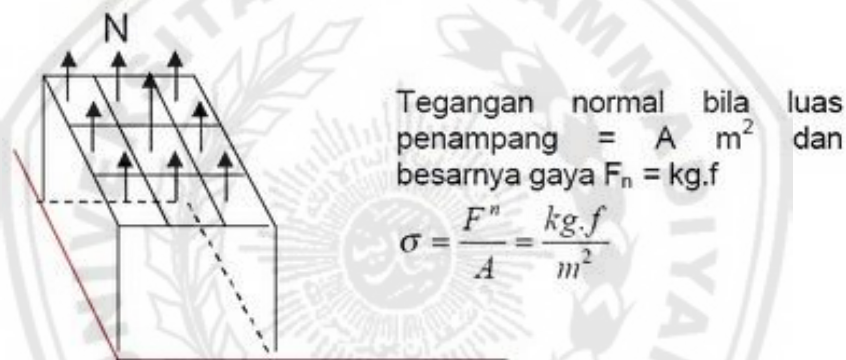 N
Tegangan normal bila luas
penampang = A m² dan
besarnya gaya Fₙ = kg.f
σ = Fⁿ/A = kg.f/m²